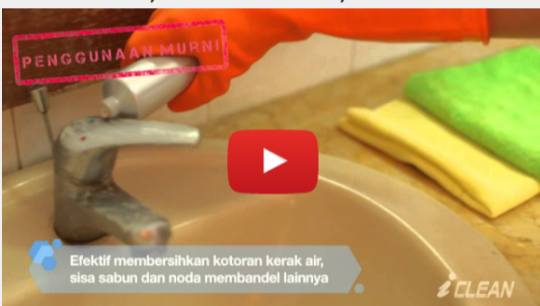 PENGGUNAAN MURNI
Efektif membersihkan kotoran kerak air,
sisa sabun dan noda membandel lainnya
iCLEAN